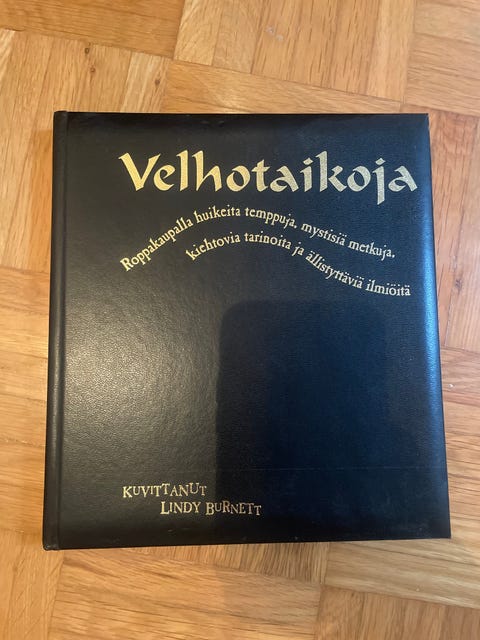 Velhotaikoja
Roppakaupalla huikeita temppuja, mystisiä metkuja,
kiehtovia tarinoita ja ällistyttäviä ilmiöitä
KUVITTANUT
LINDY BURNETT